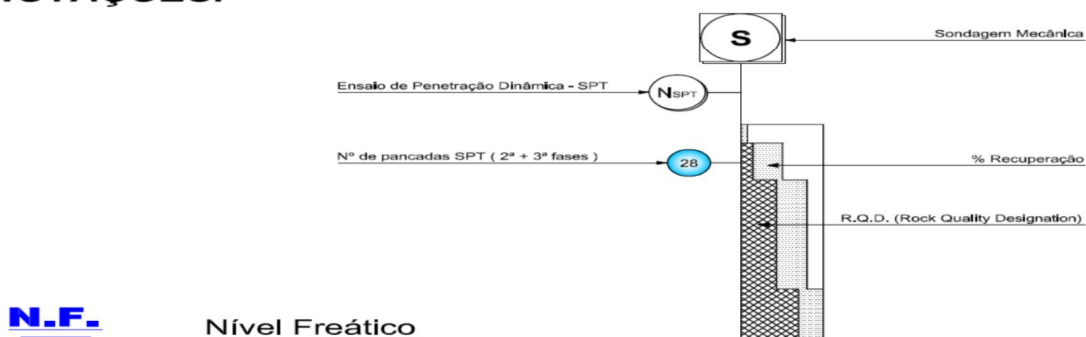 S
Sondagem Mecânica
Ensaio de Penetração Dinâmica - SPT
NSPT
Nº de pancadas SPT ( 2ª + 3ª fases )
28
% Recuperação
R.Q.D. (Rock Quality Designation)
N.F.
Nível Freático